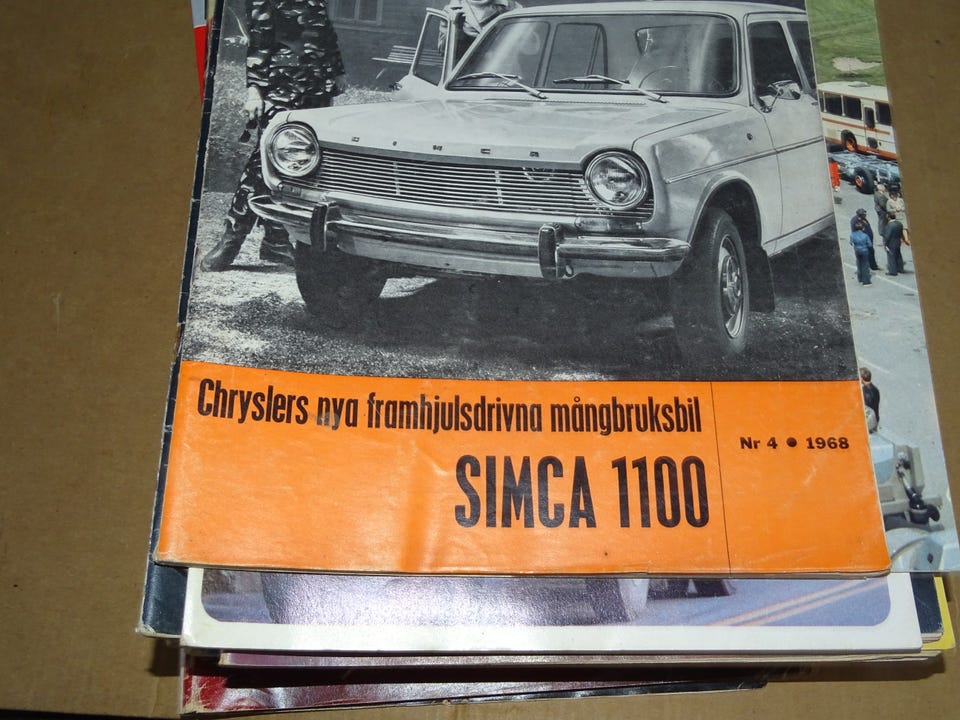 SIMCA
Chryslers nya framhjulsdrivna mångbruksbil
SIMCA 1100
Nr 4 ● 1968